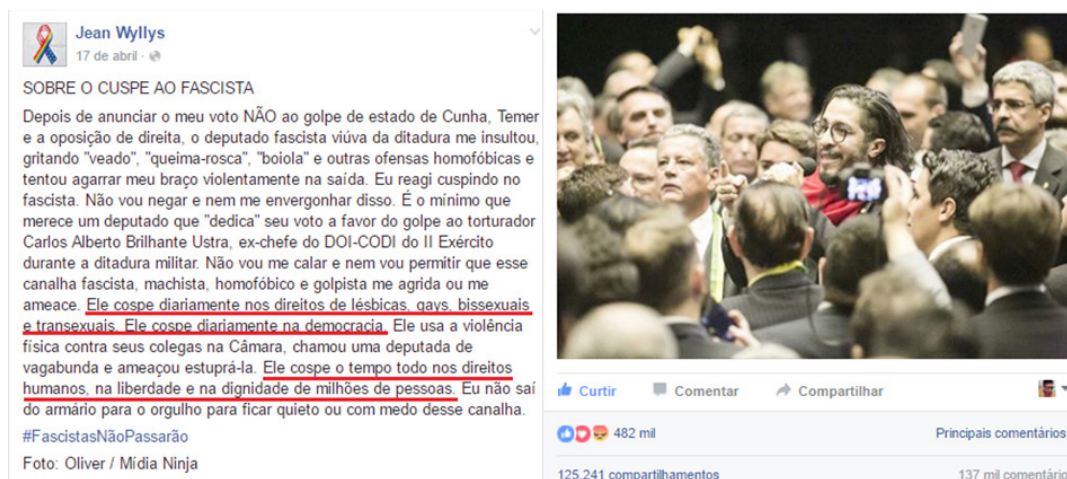 Jean Wyllys
17 de abril ·
SOBRE O CUSPE AO FASCISTA
Depois de anunciar o meu voto NÃO ao golpe de estado de Cunha, Temer
e a oposição de direita, o deputado fascista viúva da ditadura me insultou,
gritando "veado", "queima-rosca", "boiola" e outras ofensas homofóbicas e
tentou agarrar meu braço violentamente na saída. Eu reagi cuspindo no
fascista. Não vou negar e nem me envergonhar disso. É o mínimo que
merece um deputado que "dedica" seu voto a favor do golpe ao torturador
Carlos Alberto Brilhante Ustra, ex-chefe do DOI-CODI do II Exército
durante a ditadura militar. Não vou me calar e nem vou permitir que esse
canalha fascista, machista, homofóbico e golpista me agrida ou me
ameace. Ele cospe diariamente nos direitos de lésbicas, gays, bissexuais
e transexuais. Ele cospe diariamente na democracia. Ele usa a violência
física contra seus colegas na Câmara, chamou uma deputada de
vagabunda e ameaçou estuprá-la. Ele cospe o tempo todo nos direitos
humanos, na liberdade e na dignidade de milhões de pessoas. Eu não saí
do armário para o orgulho para ficar quieto ou com medo desse canalha.
#FascistasNãoPassarão
Foto: Oliver / Mídia Ninja
Curtir Comentar Compartilhar
482 mil Principais comentários
125.241 compartilhamentos 137 mil comentário